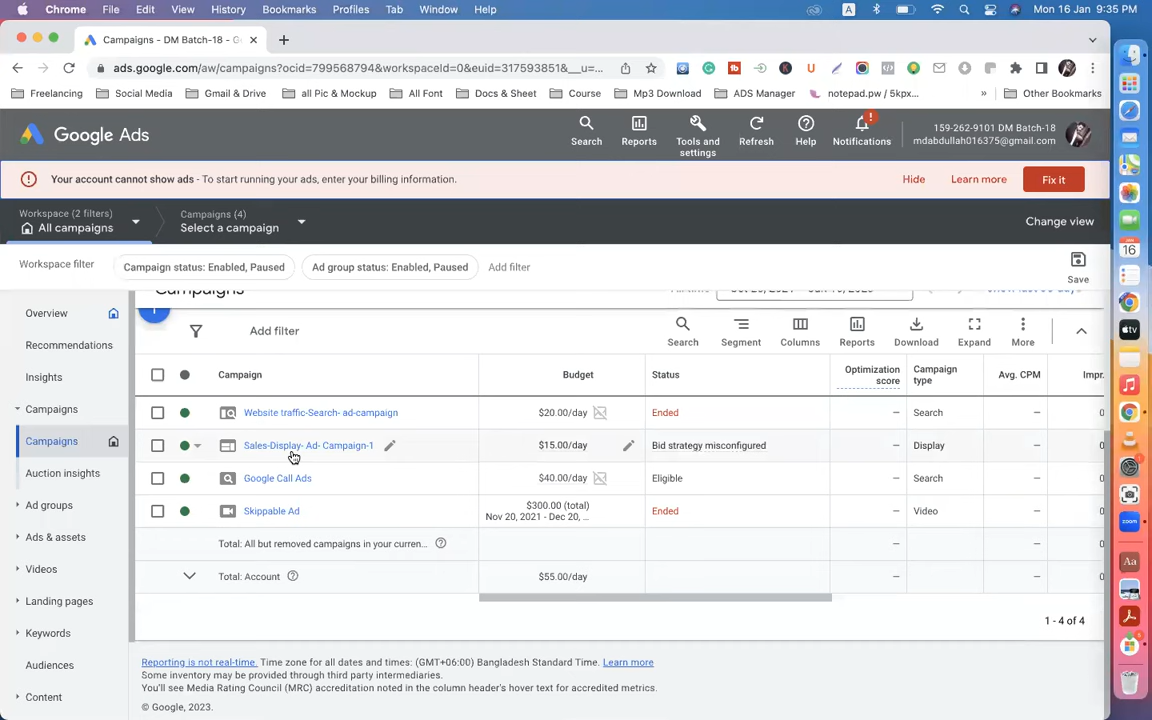 Chrome File Edit View History Bookmarks Profiles Tab Window Help A Mon 16 Jan 9:35 PM
Campaigns - DM Batch-18 - G
ads.google.com/aw/campaigns?ocid=799568794&workspaceId=0&euid=317593851&__u=...
Freelancing Social Media Gmail & Drive all Pic & Mockup All Font Docs & Sheet Course Mp3 Download ADS Manager notepad.pw / 5kpx... » Other Bookmarks
Google Ads
Search Reports Tools and settings Refresh Help Notifications
159-262-9101 DM Batch-18
mdabdullah016375@gmail.com
Your account cannot show ads - To start running your ads, enter your billing information. Hide Learn more Fix it
Workspace (2 filters)
All campaigns
Campaigns (4)
Select a campaign
Change view
Workspace filter Campaign status: Enabled, Paused Ad group status: Enabled, Paused Add filter Save
Campaigns
Overview
Recommendations
Insights
Campaigns
Campaigns
Auction insights
Ad groups
Ads & assets
Videos
Landing pages
Keywords
Audiences
Content
Add filter Search Segment Columns Reports Download Expand More
Campaign Budget Status Optimization score Campaign type Avg. CPM Impr.
Website traffic-Search- ad-campaign $20.00/day Ended – Search – 0
Sales-Display- Ad- Campaign-1 $15.00/day Bid strategy misconfigured – Display – 0
Google Call Ads $40.00/day Eligible – Search – 0
Skippable Ad $300.00 (total) Nov 20, 2021 - Dec 20, ... Ended – Video – 0
Total: All but removed campaigns in your curren... – – 0
Total: Account $55.00/day – – 0
1 - 4 of 4
Reporting is not real-time. Time zone for all dates and times: (GMT+06:00) Bangladesh Standard Time. Learn more
Some inventory may be provided through third party intermediaries.
You'll see Media Rating Council (MRC) accreditation noted in the column header's hover text for accredited metrics.
© Google, 2023.